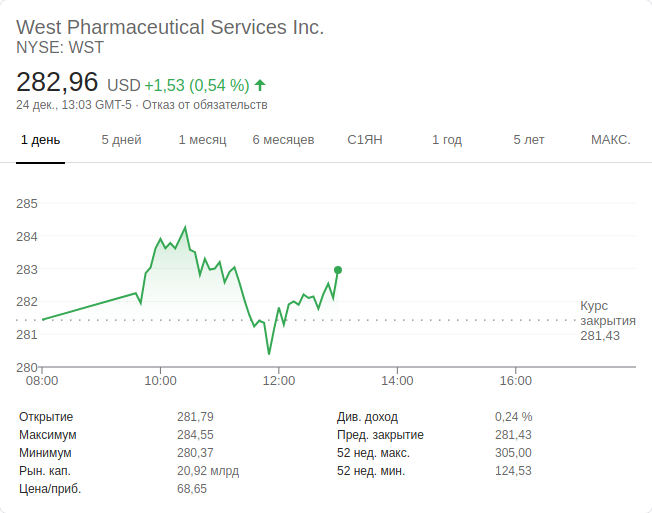 West Pharmaceutical Services Inc.
NYSE: WST
282,96 USD +1,53 (0,54 %)
24 дек., 13:03 GMT-5 · Отказ от обязательств
1 день 5 дней 1 месяц 6 месяцев С1ЯН 1 год 5 лет МАКС.
285
284
283
282
281
280
Курс
закрытия
281,43
08:00 10:00 12:00 14:00 16:00
Открытие 281,79 Див. доход 0,24 %
Максимум 284,55 Пред. закрытие 281,43
Минимум 280,37 52 нед. макс. 305,00
Рын. кап. 20,92 млрд 52 нед. мин. 124,53
Цена/приб. 68,65